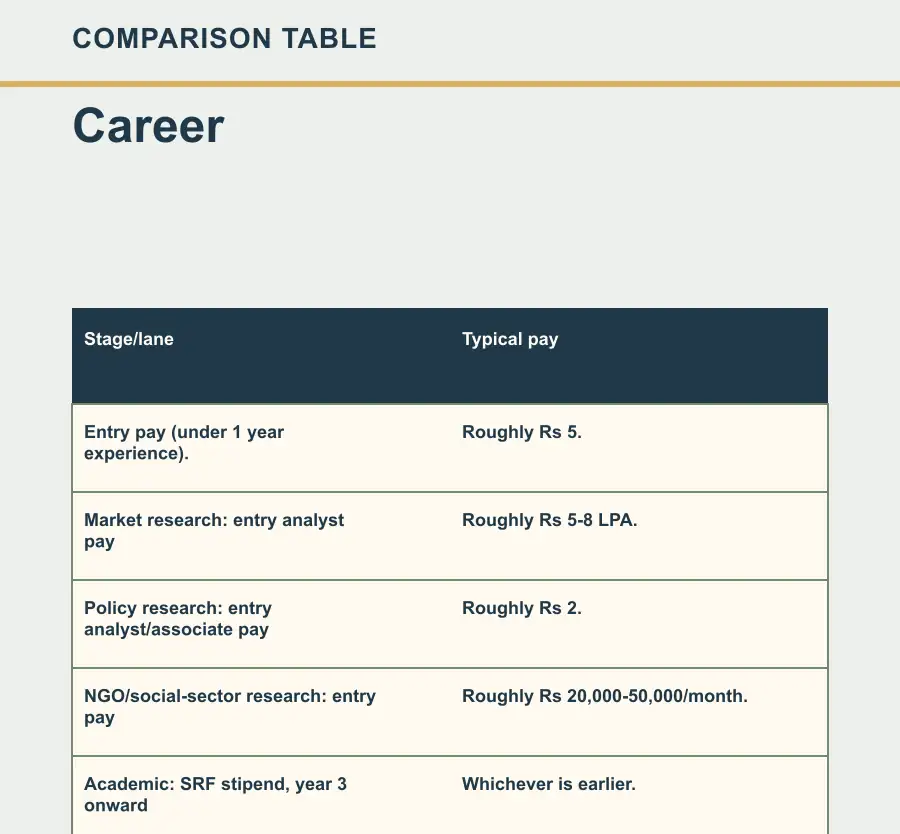 COMPARISON TABLE
Career
Stage/lane
Typical pay
Entry pay (under 1 year
experience).
Roughly Rs 5.
Market research: entry analyst
pay
Roughly Rs 5-8 LPA.
Policy research: entry
analyst/associate pay
Roughly Rs 2.
NGO/social-sector research: entry
pay
Roughly Rs 20,000-50,000/month.
Academic: SRF stipend, year 3
onward
Whichever is earlier.